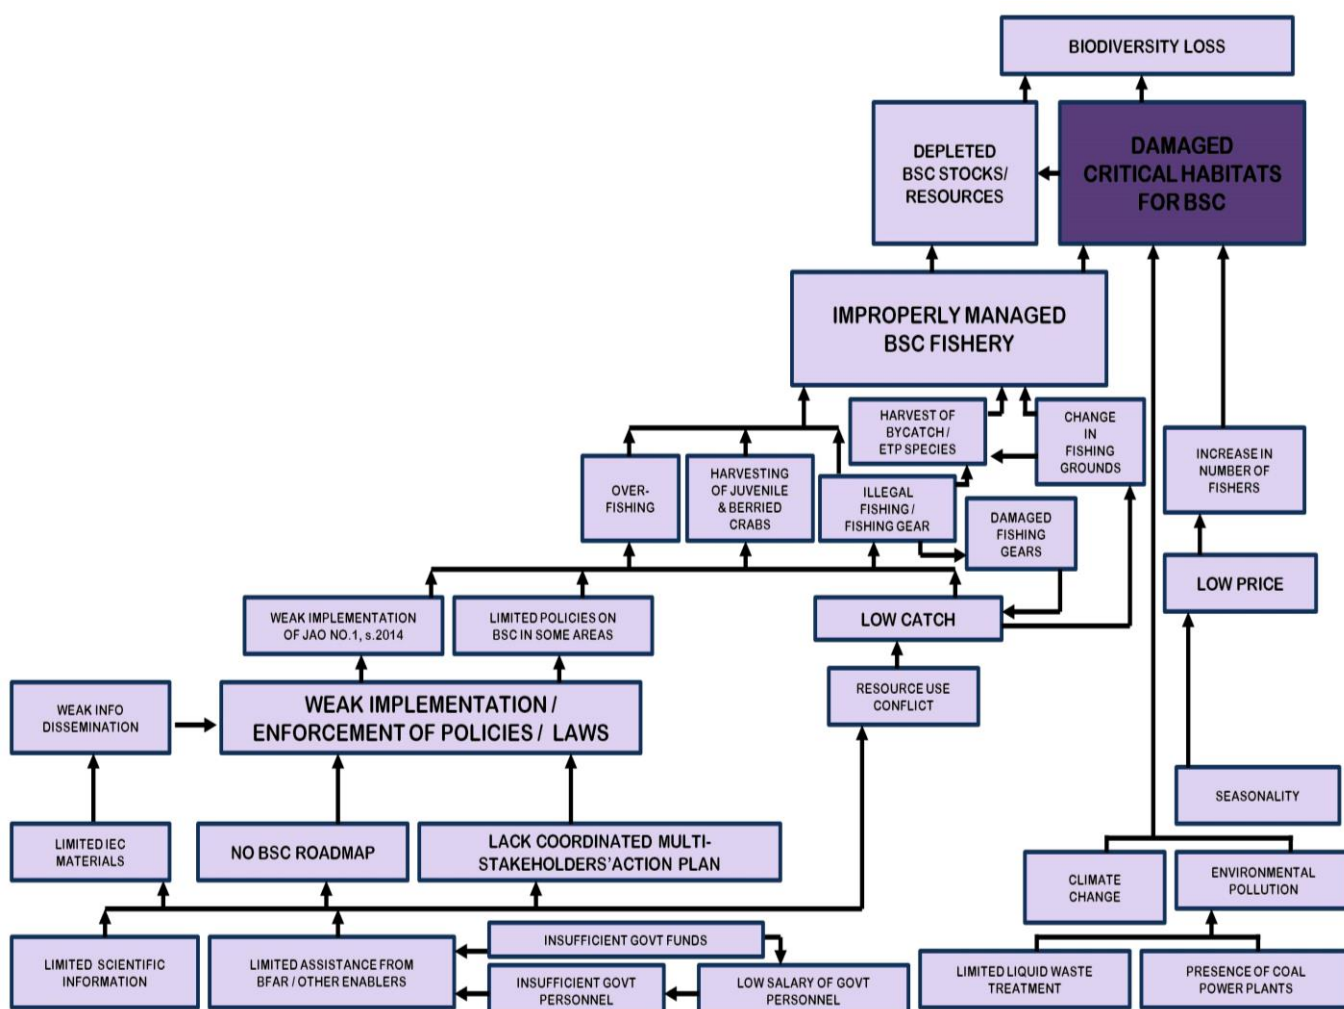 BIODIVERSITY LOSS
DEPLETED
BSC STOCKS/
RESOURCES
DAMAGED
CRITICAL HABITATS
FOR BSC
IMPROPERLY MANAGED
BSC FISHERY
HARVEST OF
BYCATCH /
ETP SPECIES
CHANGE
IN
FISHING
GROUNDS
INCREASE IN
NUMBER OF
FISHERS
OVER-
FISHING
HARVESTING
OF JUVENILE
& BERRIED
CRABS
ILLEGAL
FISHING /
FISHING GEAR
DAMAGED
FISHING
GEARS
LOW PRICE
WEAK IMPLEMENTATION
OF JAO NO.1, s.2014
LIMITED POLICIES ON
BSC IN SOME AREAS
LOW CATCH
WEAK INFO
DISSEMINATION
WEAK IMPLEMENTATION /
ENFORCEMENT OF POLICIES / LAWS
RESOURCE USE
CONFLICT
SEASONALITY
LIMITED IEC
MATERIALS
NO BSC ROADMAP
LACK COORDINATED MULTI-
STAKEHOLDERS' ACTION PLAN
CLIMATE
CHANGE
ENVIRONMENTAL
POLLUTION
LIMITED SCIENTIFIC
INFORMATION
LIMITED ASSISTANCE FROM
BFAR / OTHER ENABLERS
INSUFFICIENT GOVT FUNDS
INSUFFICIENT GOVT
PERSONNEL
LOW SALARY OF GOVT
PERSONNEL
LIMITED LIQUID WASTE
TREATMENT
PRESENCE OF COAL
POWER PLANTS